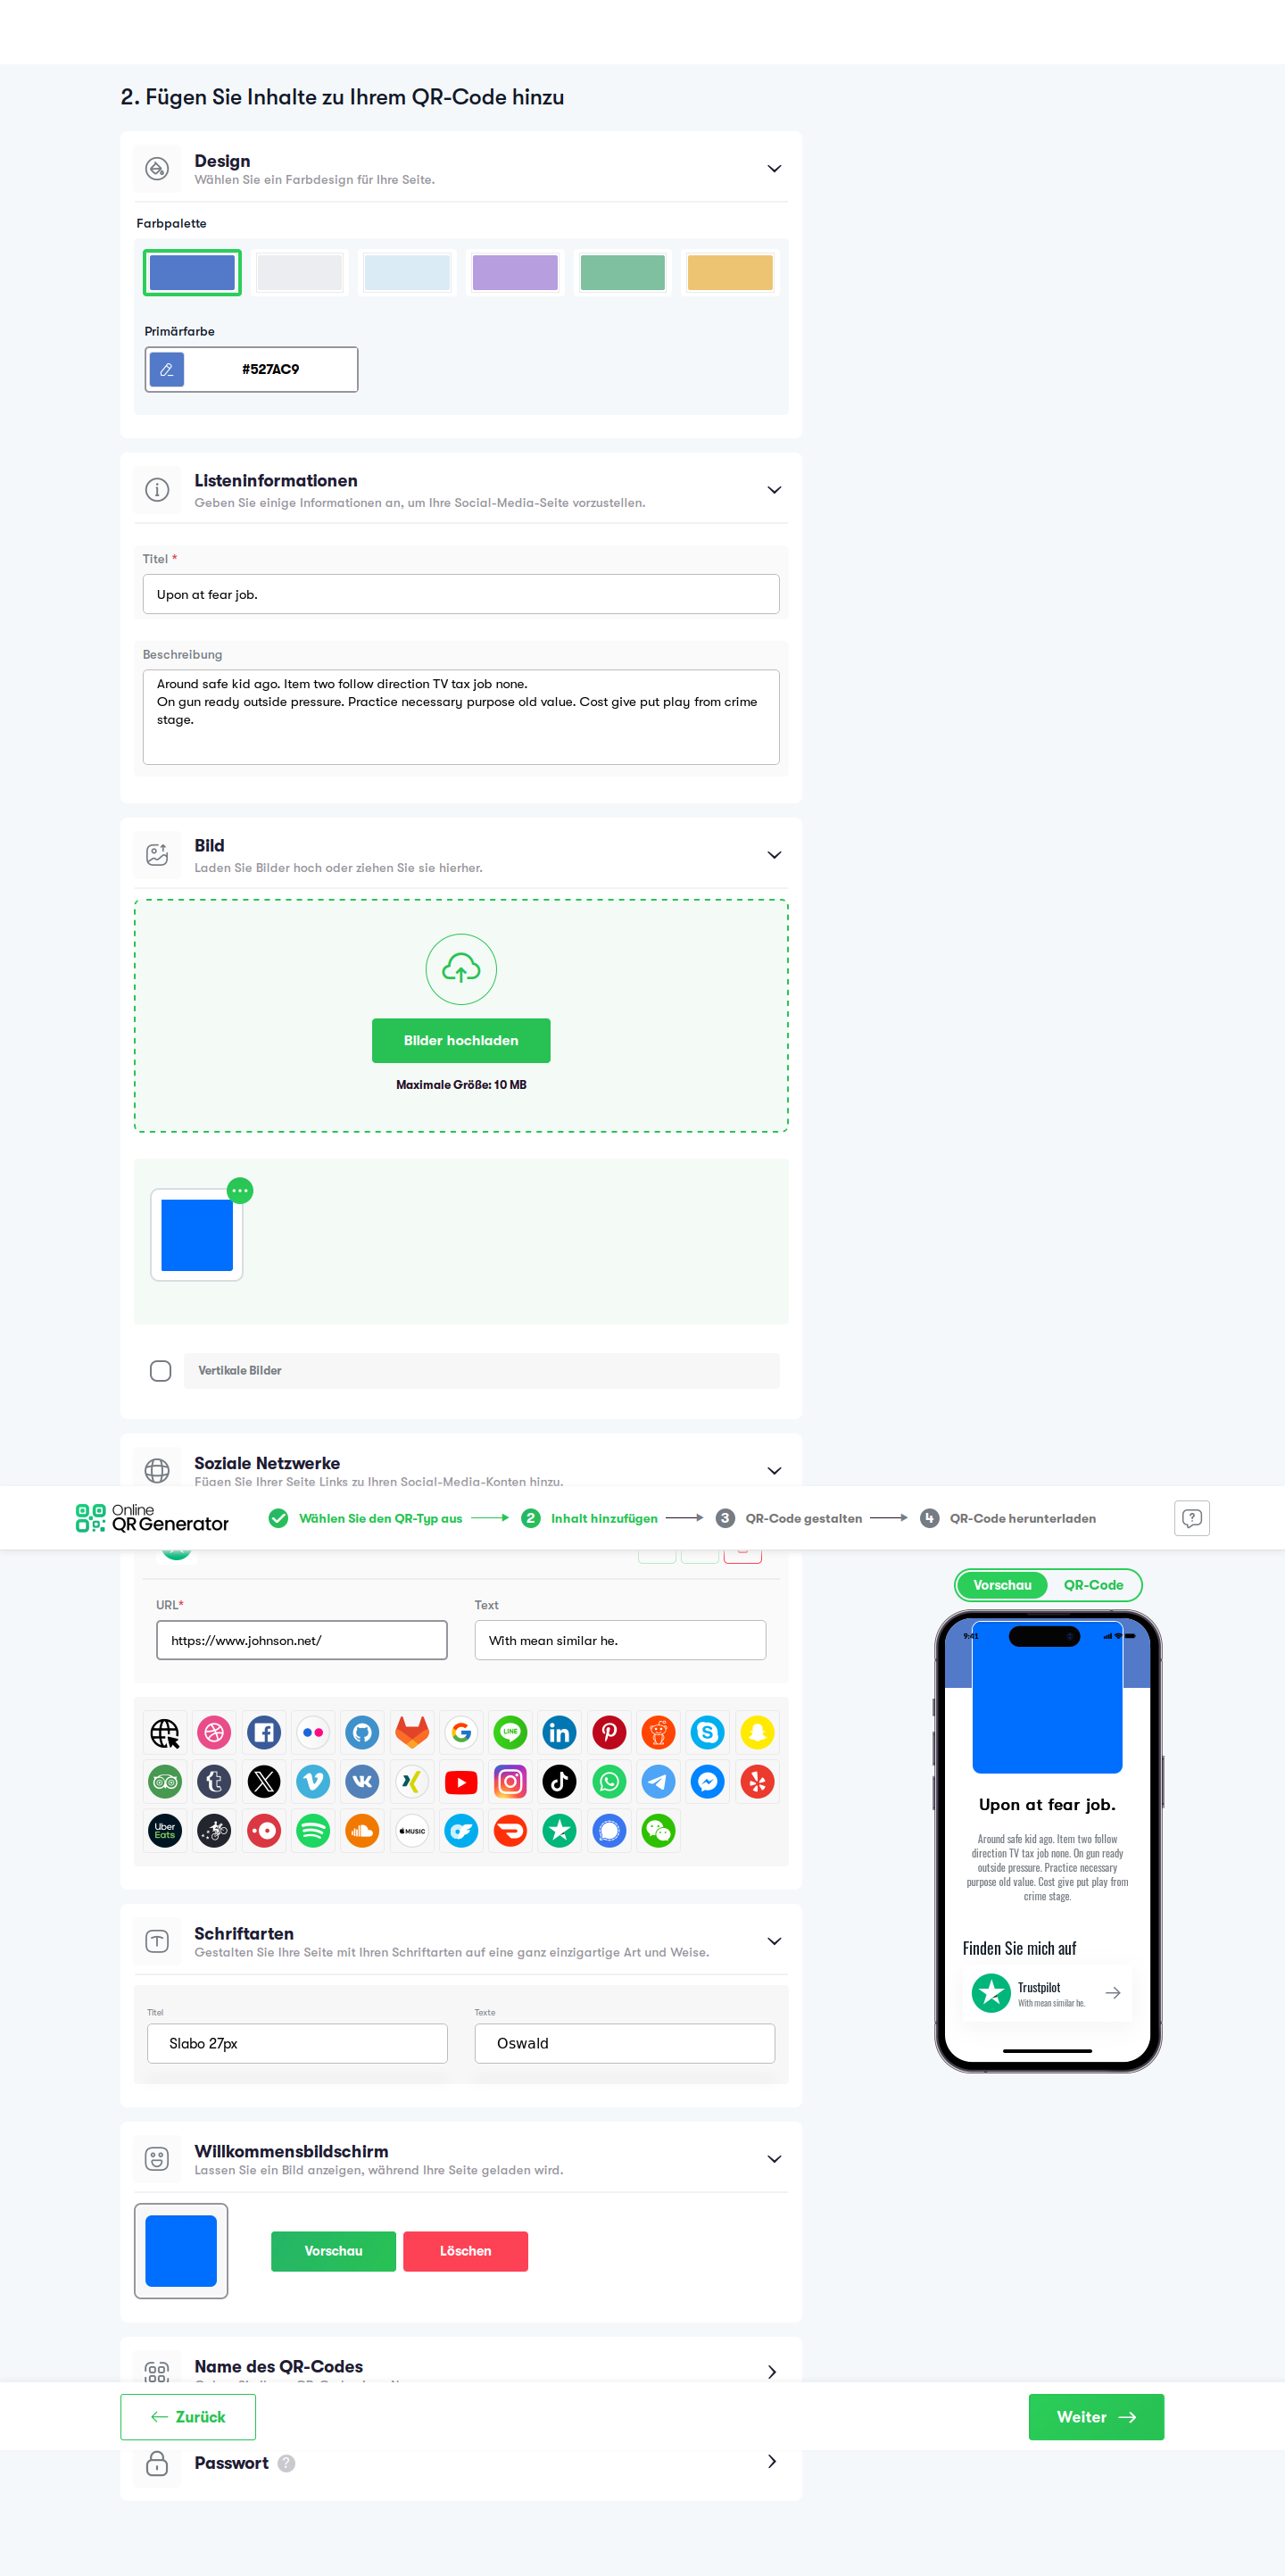 2. Fügen Sie Inhalte zu Ihrem QR-Code hinzu
Design
Wählen Sie ein Farbdesign für Ihre Seite.
Farbpalette
Primärfarbe
#527AC9
Listeninformationen
Geben Sie einige Informationen an, um Ihre Social-Media-Seite vorzustellen.
Titel *
Upon at fear job.
Beschreibung
Around safe kid ago. Item two follow direction TV tax job none.
On gun ready outside pressure. Practice necessary purpose old value. Cost give put play from crime
stage.
Bild
Laden Sie Bilder hoch oder ziehen Sie sie hierher.
Bilder hochladen
Maximale Größe: 10 MB
Vertikale Bilder
Soziale Netzwerke
Fügen Sie Ihrer Seite Links zu Ihren Social-Media-Konten hinzu.
Online
QR Generator
Wählen Sie den QR-Typ aus
2 Inhalt hinzufügen
3 QR-Code gestalten
4 QR-Code herunterladen
Vorschau QR-Code
URL* Text
https://www.johnson.net/ With mean similar he.
9:41
LINE
Uber
Eats
MUSIC
Upon at fear job.
Around safe kid ago. Item two follow
direction TV tax job none. On gun ready
outside pressure. Practice necessary
purpose old value. Cost give put play from
crime stage.
Finden Sie mich auf
Trustpilot
With mean similar he.
Schriftarten
Gestalten Sie Ihre Seite mit Ihren Schriftarten auf eine ganz einzigartige Art und Weise.
Titel Texte
Slabo 27px Oswald
Willkommensbildschirm
Lassen Sie ein Bild anzeigen, während Ihre Seite geladen wird.
Vorschau Löschen
Name des QR-Codes
Zurück Weiter
Passwort ?